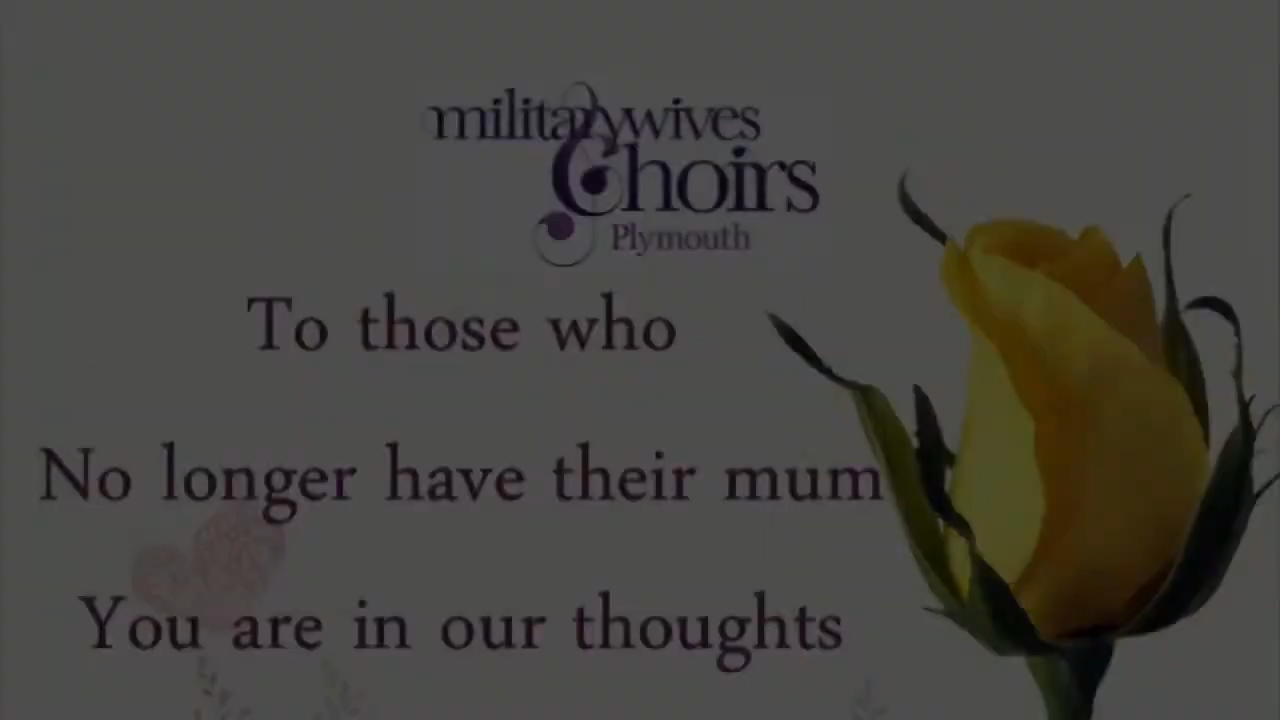 militarywives
Choirs
Plymouth
To those who
No longer have their mum
You are in our thoughts